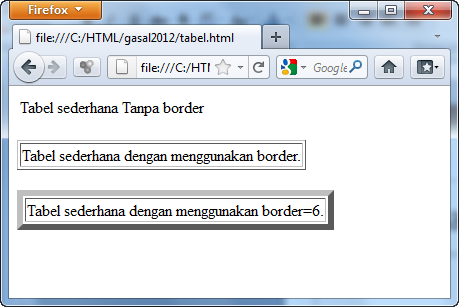 Firefox
file:///C:/HTML/gasal2012/tabel.html
file:///C:/HTM
Google
Tabel sederhana Tanpa border
Tabel sederhana dengan menggunakan border.
Tabel sederhana dengan menggunakan border=6.